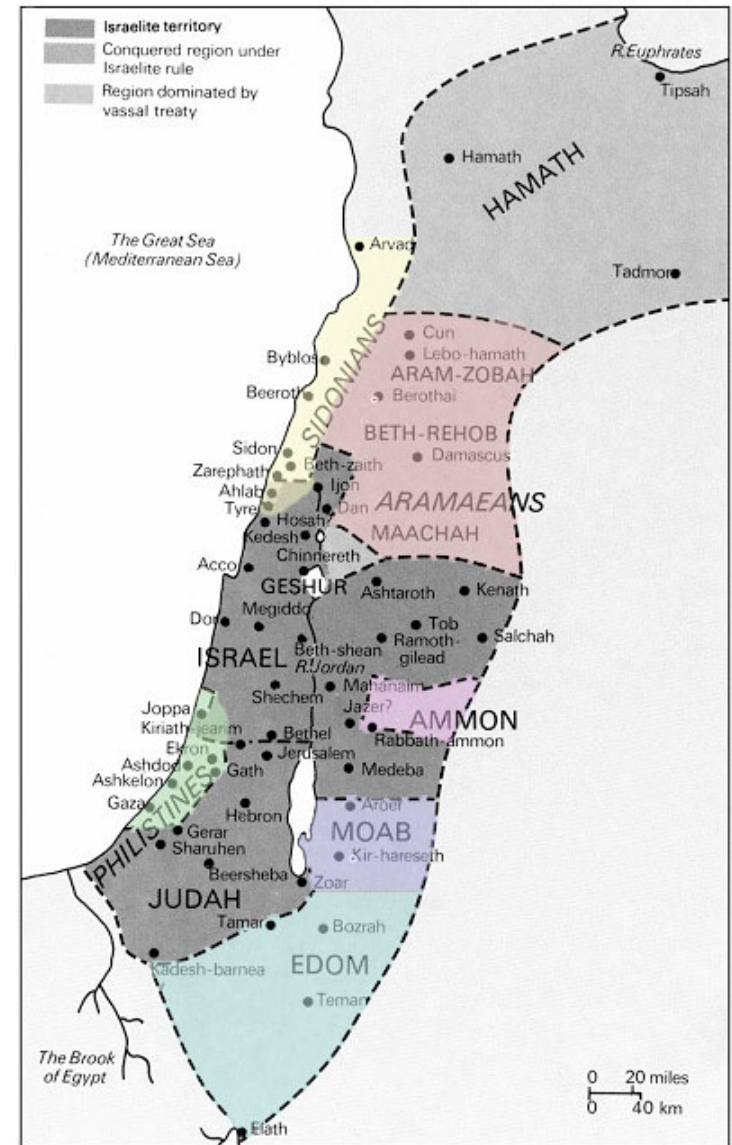 Israelite territory
Conquered region under
Israelite rule
Region dominated by
vassal treaty
R.Euphrates
Tipsah
Hamath
HAMATH
The Great Sea
(Mediterranean Sea)
Arvad
Tadmor
Cun
Lebo-hamath
Byblos
SIDONIANS
ARAM-ZOBAH
Beeroth
Berothai
BETH-REHOB
Sidon
Damascus
Beth-zaith
Zarephath
Ijon
Ahlab
Tyre
Dan
ARAMAEANS
Hosah
Kedesh
MAACHAH
Chinnereth
Acco
GESHUR
Ashtaroth
Kenath
Megiddo
Dor
Tob
Beth-shean
Ramoth-
gilead
Salchah
ISRAEL
R.Jordan
Shechem
Mahanaim
Joppa
Jazer?
AMMON
Kiriath-jearim
Bethel
Rabbath-ammon
Ekron
Jerusalem
Ashdod
Gath
Medeba
Ashkelon
PHILISTINES
Gaza
Hebron
Aroer
MOAB
Gerar
Sharuhen
Kir-hareseth
Beersheba
Zoar
JUDAH
Tamar
Bozrah
Kadesh-barnea
EDOM
Teman
The Brook
of Egypt
0 20 miles
0 40 km
Elath